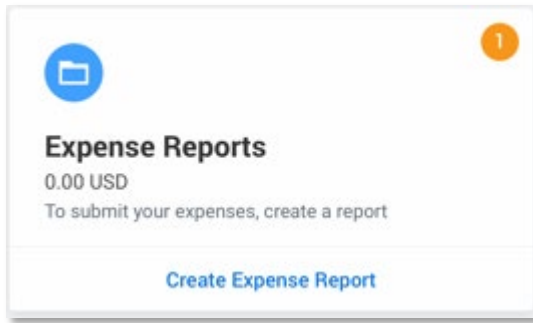 1
Expense Reports
0.00 USD
To submit your expenses, create a report
Create Expense Report